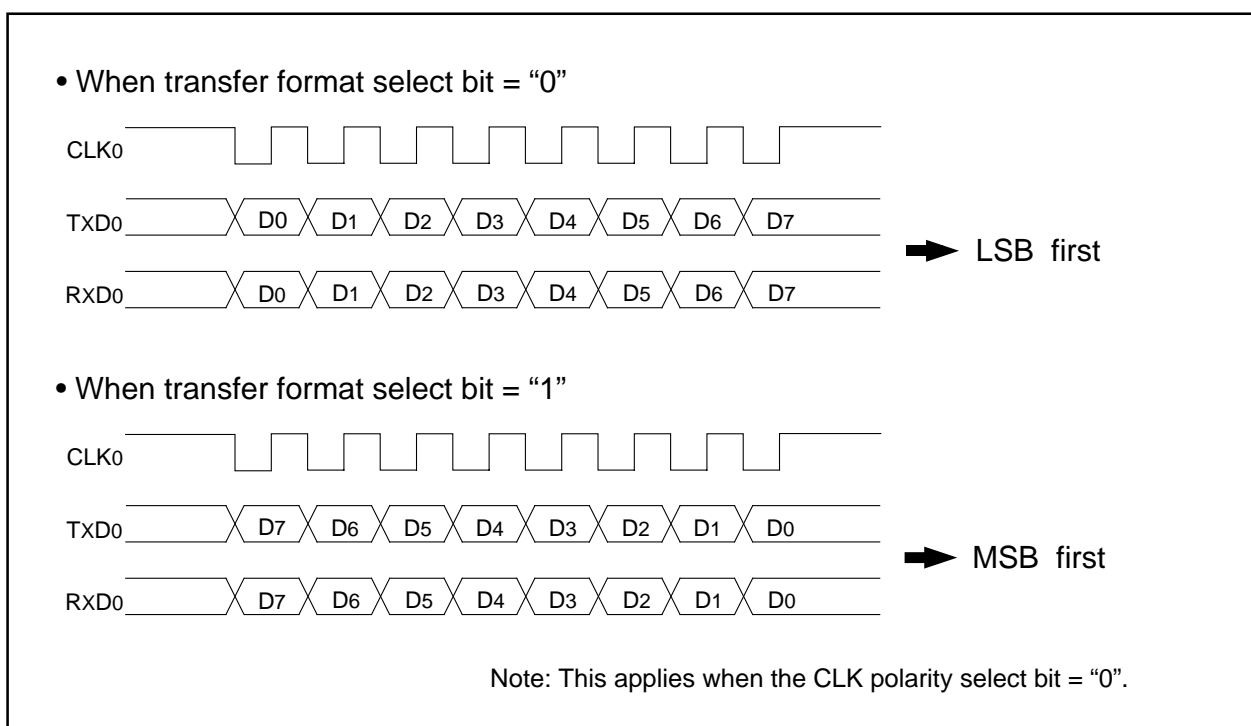 • When transfer format select bit = “0”
CLK0
TXD0 D0 D1 D2 D3 D4 D5 D6 D7
LSB first
RXD0 D0 D1 D2 D3 D4 D5 D6 D7
• When transfer format select bit = “1”
CLK0
TXD0 D7 D6 D5 D4 D3 D2 D1 D0
MSB first
RXD0 D7 D6 D5 D4 D3 D2 D1 D0
Note: This applies when the CLK polarity select bit = “0”.